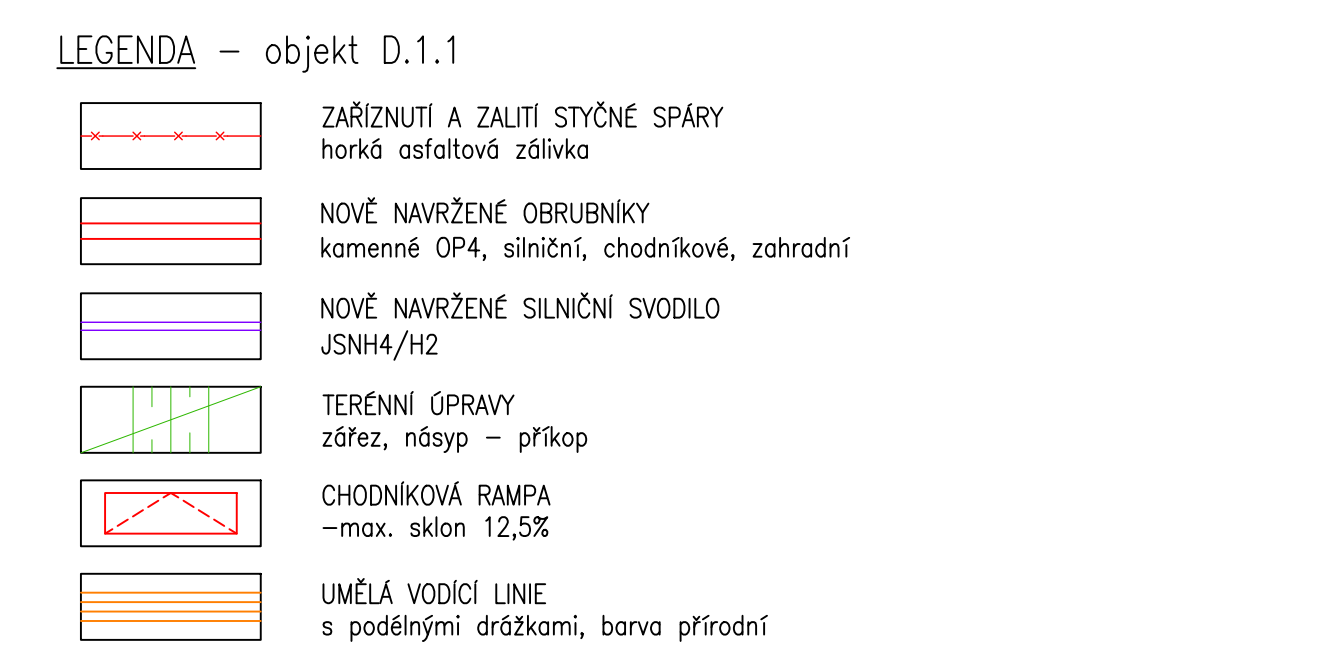 LEGENDA – objekt D.1.1
ZAŘÍZNUTÍ A ZALITÍ STYČNÉ SPÁRY
horká asfaltová zálivka
NOVĚ NAVRŽENÉ OBRUBNÍKY
kamenné OP4, silniční, chodníkové, zahradní
NOVĚ NAVRŽENÉ SILNIČNÍ SVODILO
JSNH4/H2
TERÉNNÍ ÚPRAVY
zářez, násyp – příkop
CHODNÍKOVÁ RAMPA
–max. sklon 12,5%
UMĚLÁ VODÍCÍ LINIE
s podélnými drážkami, barva přírodní